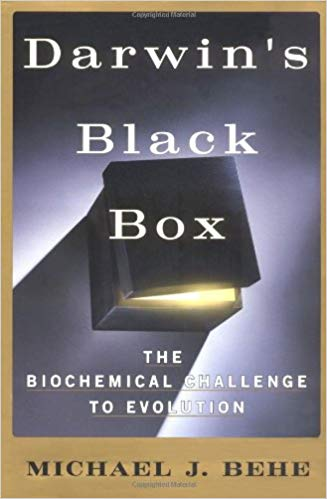 Darwin's
Black
Box
THE
BIOCHEMICAL CHALLENGE
TO EVOLUTION
MICHAEL J. BEHE